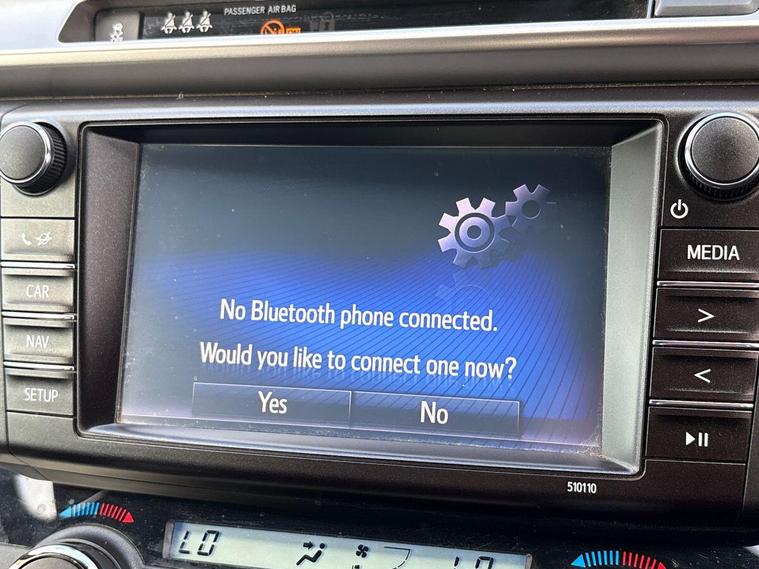 PASSENGER AIR BAG
No Bluetooth phone connected.
Would you like to connect one now?
Yes No
CAR
NAV
SETUP
MEDIA
>
<
510110
LO LO